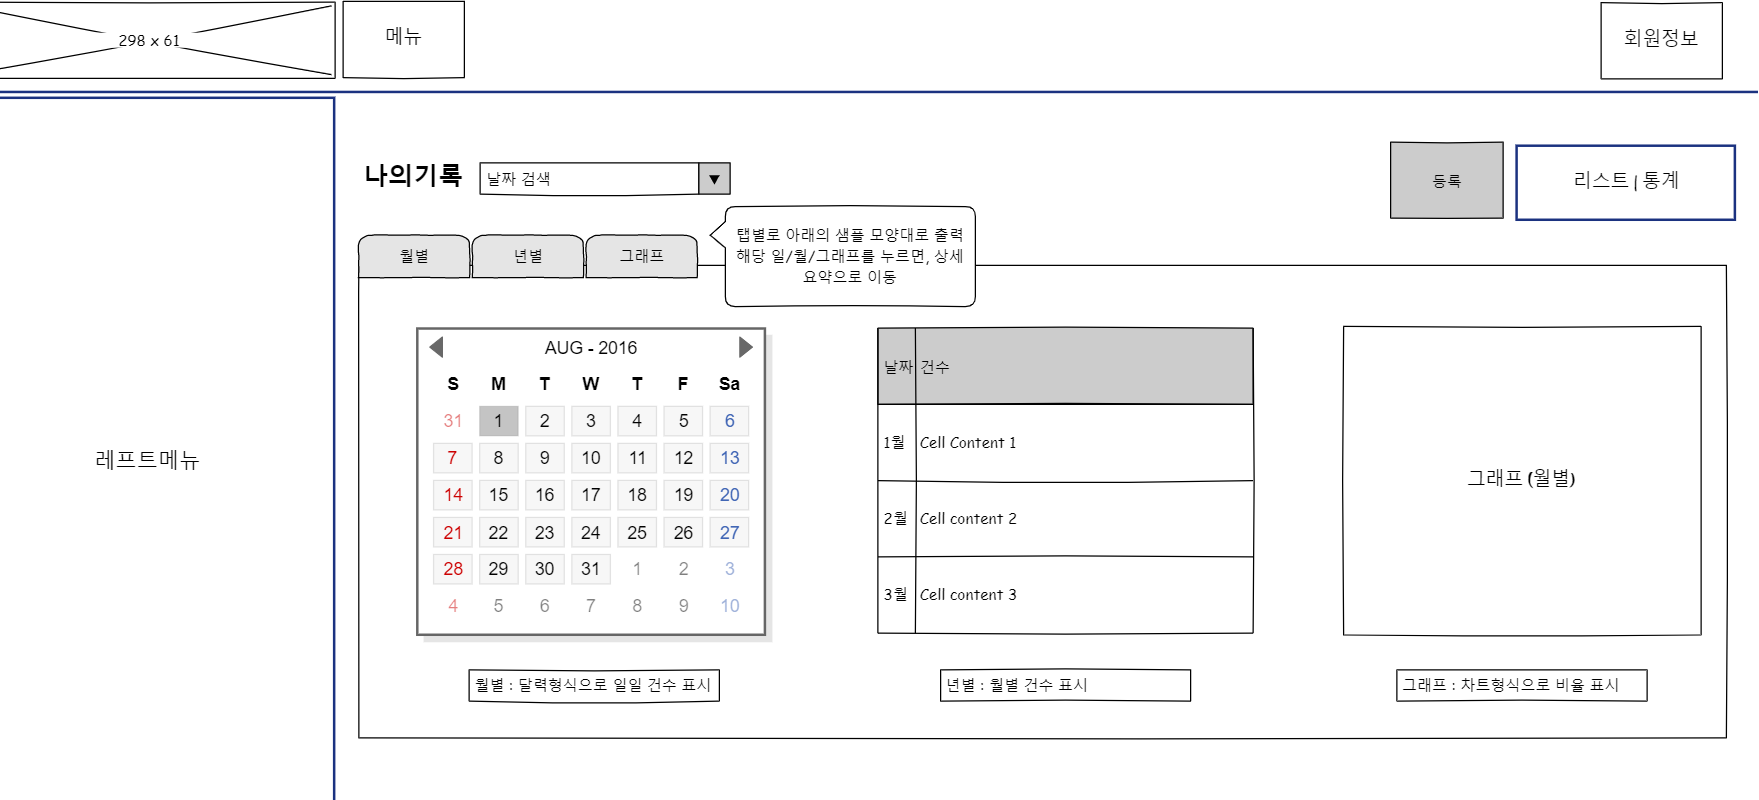 298 x 61
메뉴
회원정보
레프트메뉴
나의기록
날짜 검색
▼
등록
리스트 | 통계
월별
년별
그래프
탭별로 아래의 샘플 모양대로 출력
해당 일/월/그래프를 누르면, 상세
요약으로 이동
AUG - 2016
S M T W T F Sa
31 1 2 3 4 5 6
7 8 9 10 11 12 13
14 15 16 17 18 19 20
21 22 23 24 25 26 27
28 29 30 31 1 2 3
4 5 6 7 8 9 10
날짜 건수
1월 Cell Content 1
2월 Cell content 2
3월 Cell content 3
그래프 (월별)
월별 : 달력형식으로 일일 건수 표시
년별 : 월별 건수 표시
그래프 : 차트형식으로 비율 표시